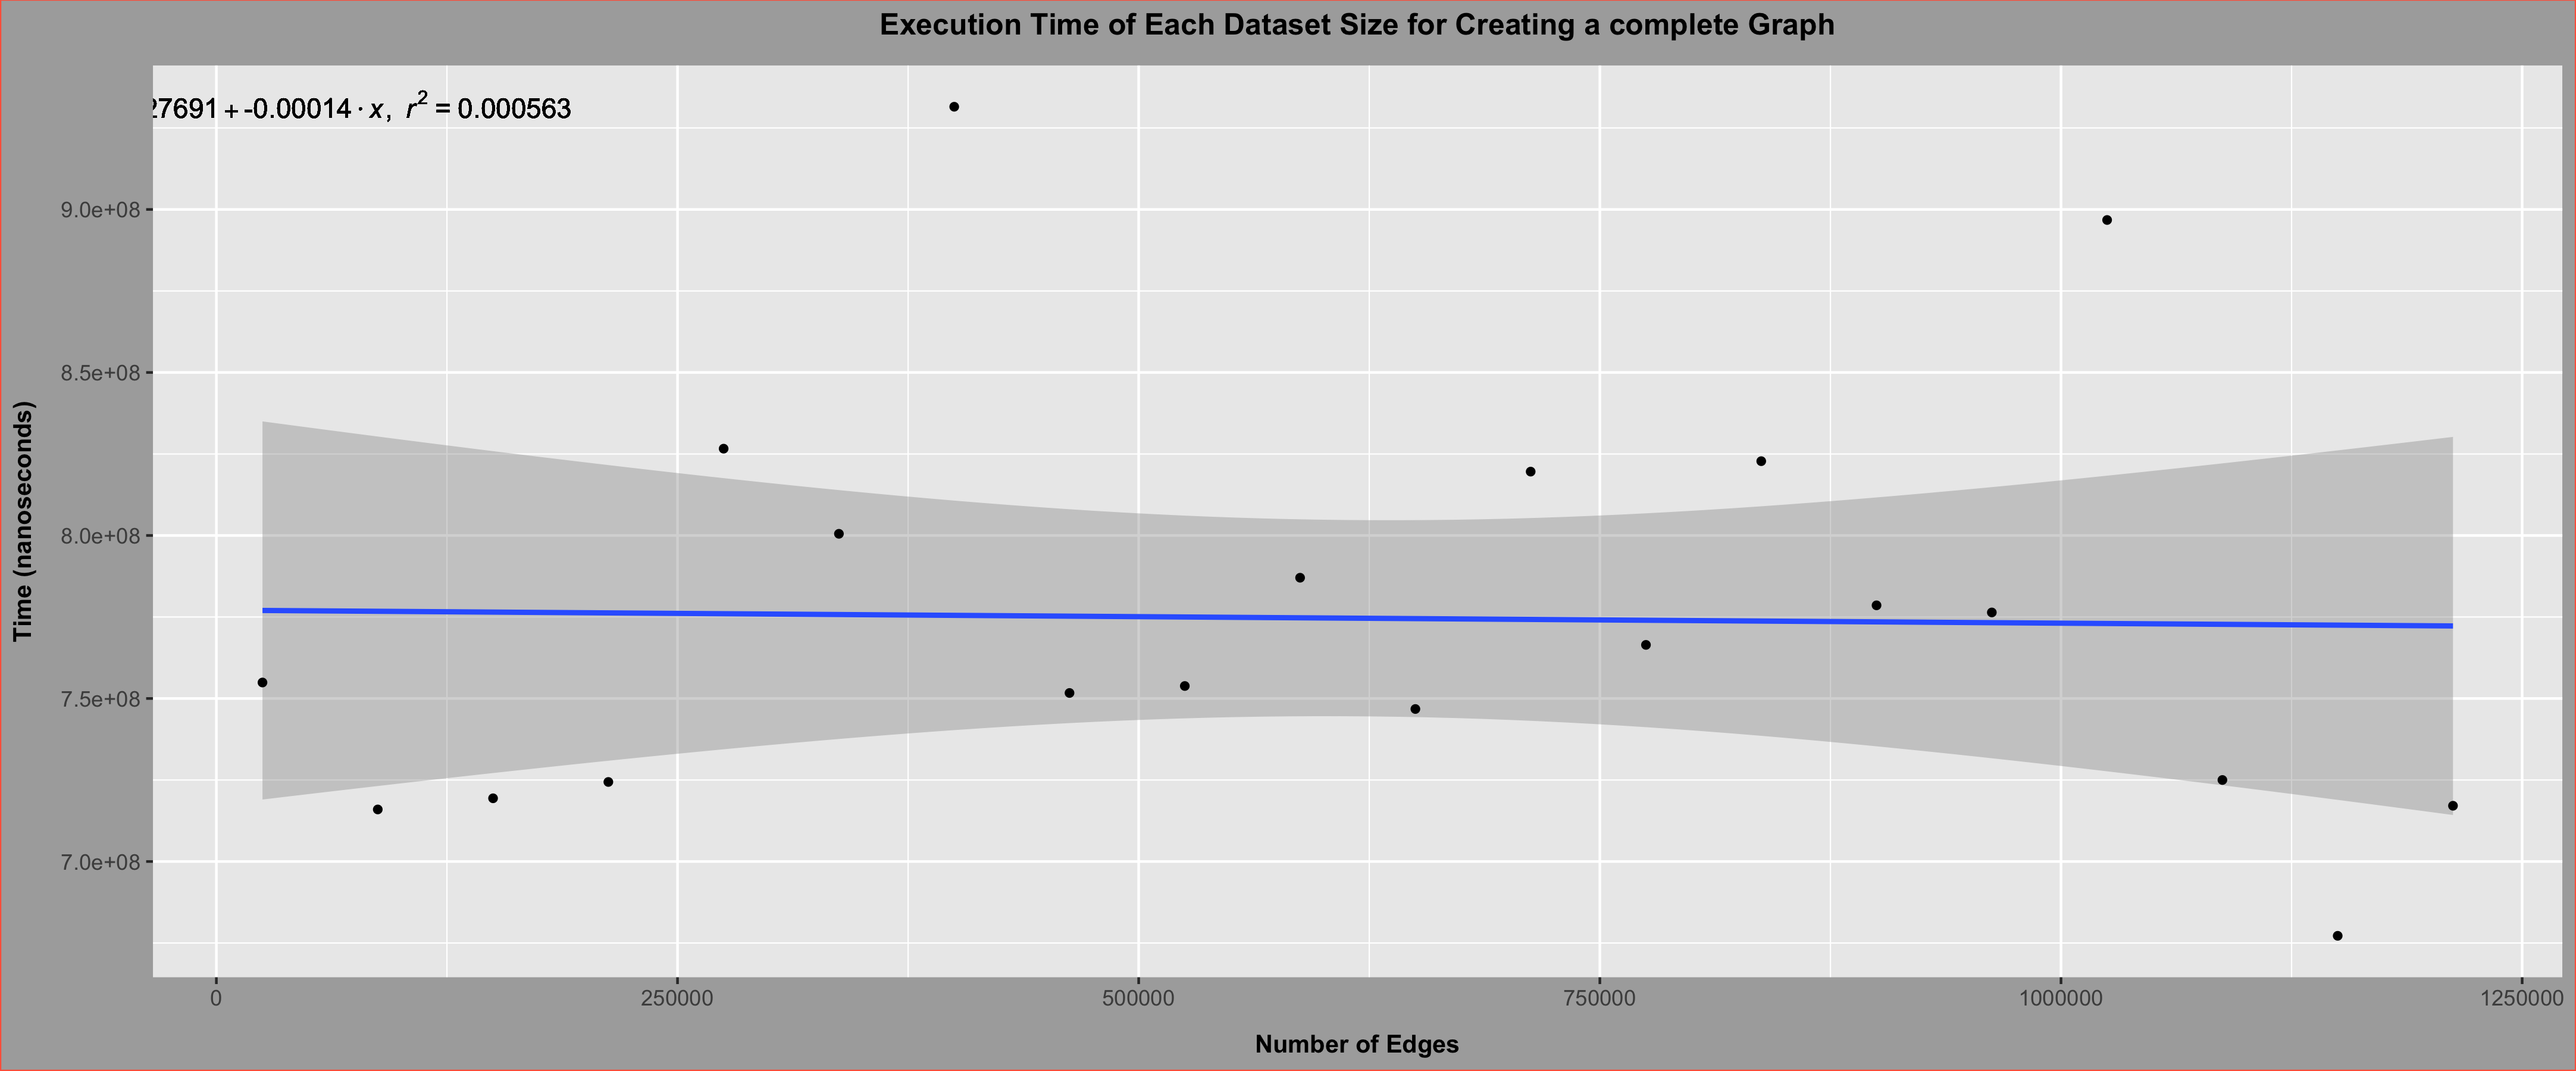 Execution Time of Each Dataset Size for Creating a complete Graph
27691 + -0.00014 · x, r² = 0.000563
9.0e+08
8.5e+08
8.0e+08
7.5e+08
7.0e+08
Time (nanoseconds)
0 250000 500000 750000 1000000 1250000
Number of Edges